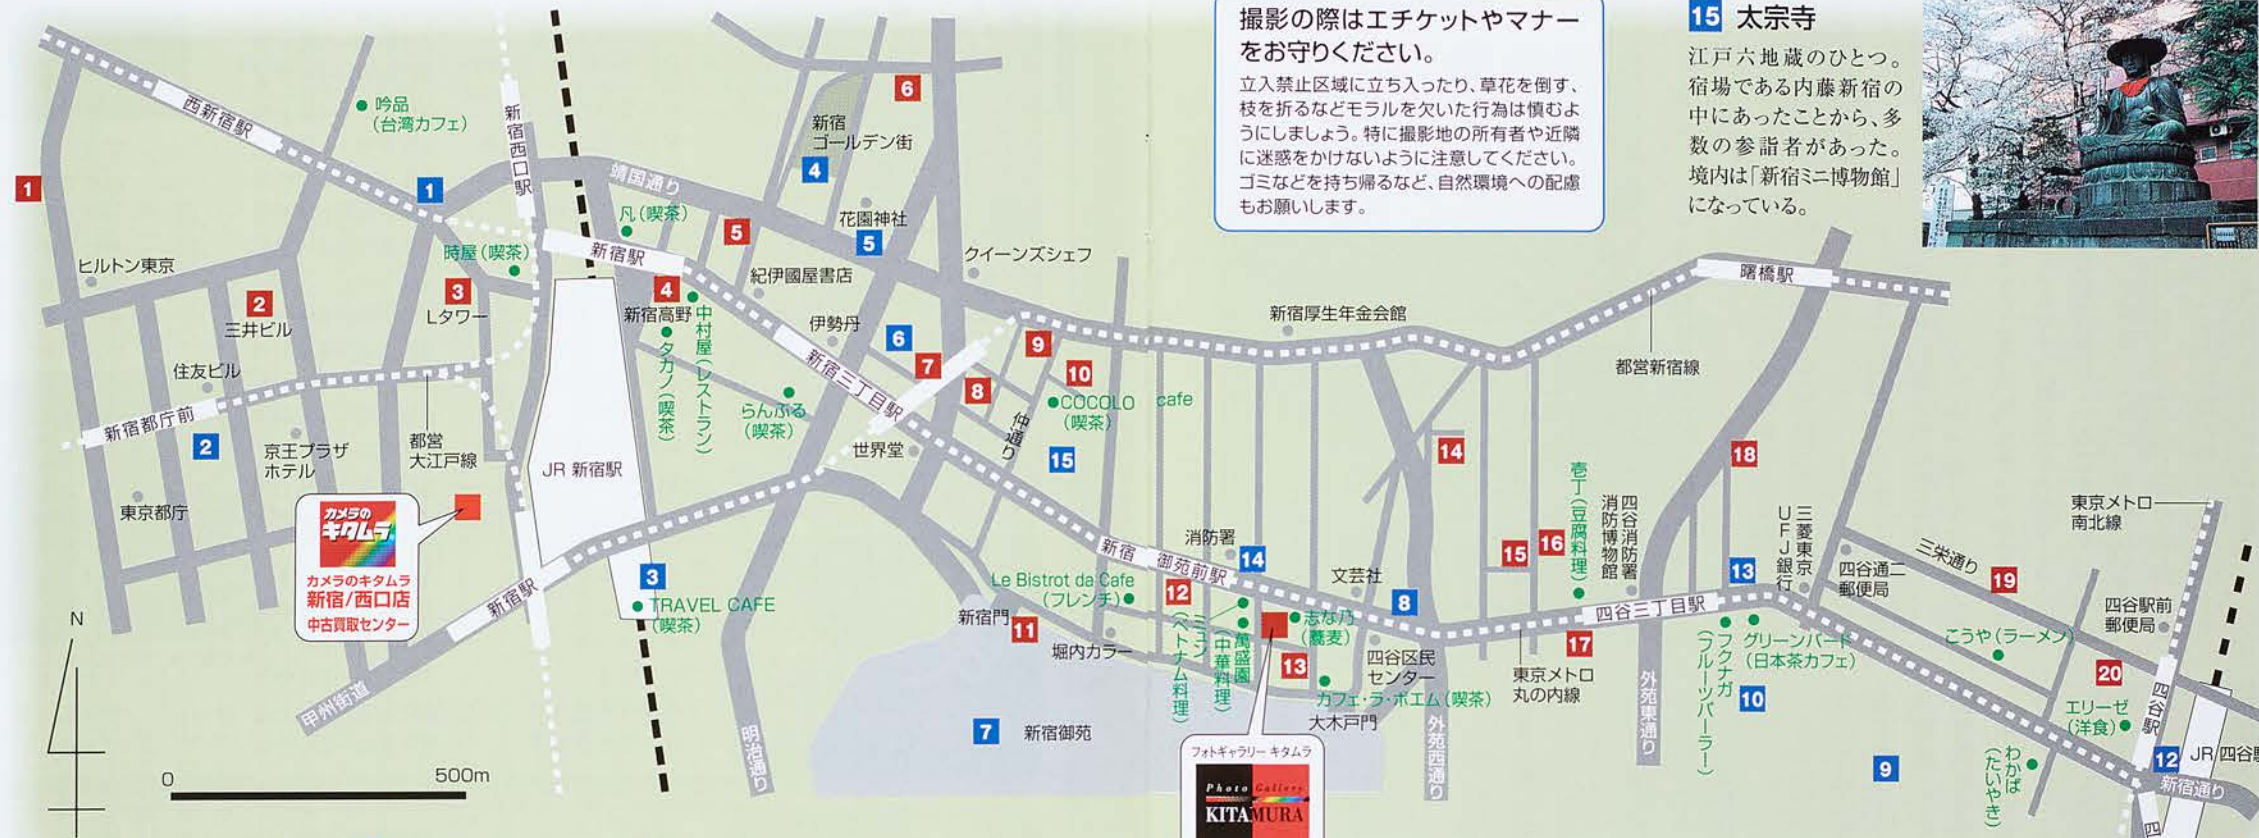 撮影の際はエチケットやマナー
をお守りください。
立入禁止区域に立ち入ったり、草花を倒す、
枝を折るなどモラルを欠いた行為は慎むよ
うにしましょう。特に撮影地の所有者や近隣
に迷惑をかけないように注意してください。
ゴミなどを持ち帰るなど、自然環境への配慮
もお願いします。
15 太宗寺
江戸六地蔵のひとつ。
宿場である内藤新宿の
中にあったことから、多
数の参詣者があった。
境内は「新宿ミニ博物館」
になっている。
西新宿駅
吟品
(台湾カフェ)
新宿西口駅
1
1
靖国通り
新宿
ゴールデン街
4
6
花園神社
5
凡(喫茶)
5
時屋(喫茶)
新宿駅
ヒルトン東京
2
三井ビル
3
Lタワー
4
新宿高野
中村屋(レストラン)
タカノ(喫茶)
紀伊國屋書店
クイーンズシェフ
伊勢丹
6
7
8
9
10
COCOLO cafe
(喫茶)
新宿三丁目駅
らんぶる
(喫茶)
世界堂
仲通り
15
住友ビル
新宿都庁前
2
京王プラザ
ホテル
都営
大江戸線
JR 新宿駅
東京都庁
カメラの
キタムラ
カメラのキタムラ
新宿/西口店
中古買取センター
新宿駅
甲州街道
3
TRAVEL CAFE
(喫茶)
明治通り
N
0
500m
新宿厚生年金会館
曙橋駅
都営新宿線
14
15
16
18
壱丁(豆腐料理)
四谷消防署
消防博物館
三菱東京
UFJ銀行
新宿 御苑前駅
消防署
14
文芸社
8
Le Bistrot da Cafe
(フレンチ)
12
ミュン
(ベトナム料理)
萬盛園
(中華料理)
志な乃
(蕎麦)
13
カフェ・ラ・ボエム(喫茶)
新宿門
11
堀内カラー
7
新宿御苑
大木戸門
四谷区民
センター
東京メトロ
丸の内線
17
四谷三丁目駅
13
外苑西通り
外苑東通り
フクナガ
(フルーツパーラー)
グリーンバード
(日本茶カフェ)
10
9
四谷通二
郵便局
三栄通り
19
東京メトロ
南北線
四谷駅前
郵便局
こうや(ラーメン)
20
エリーゼ
(洋食)
四谷駅
わかば
(たいやき)
12
JR 四谷
新宿通り
フォトギャラリー キタムラ
Photo Gallery
KITAMURA